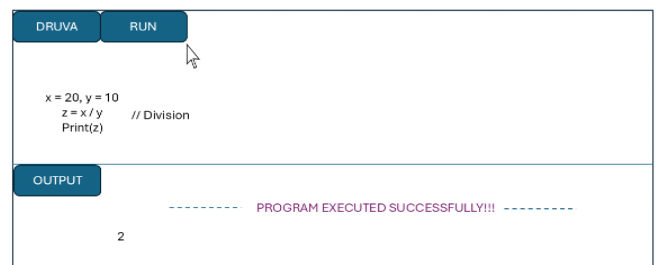 DRUVA RUN
x = 20, y = 10
z = x / y // Division
Print(z)
OUTPUT
--------- PROGRAM EXECUTED SUCCESSFULLY!!! ---------
2